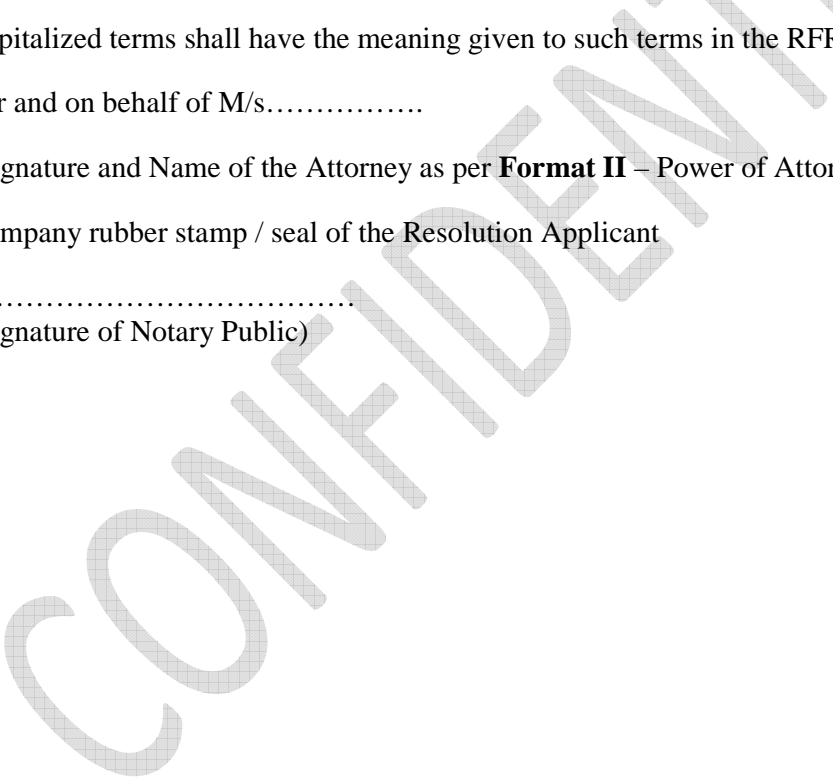 pitalized terms shall have the meaning given to such terms in the RFR
r and on behalf of M/s…………….
gnature and Name of the Attorney as per Format II – Power of Attor
mpany rubber stamp / seal of the Resolution Applicant
………………………………
gnature of Notary Public)
CONFIDENT